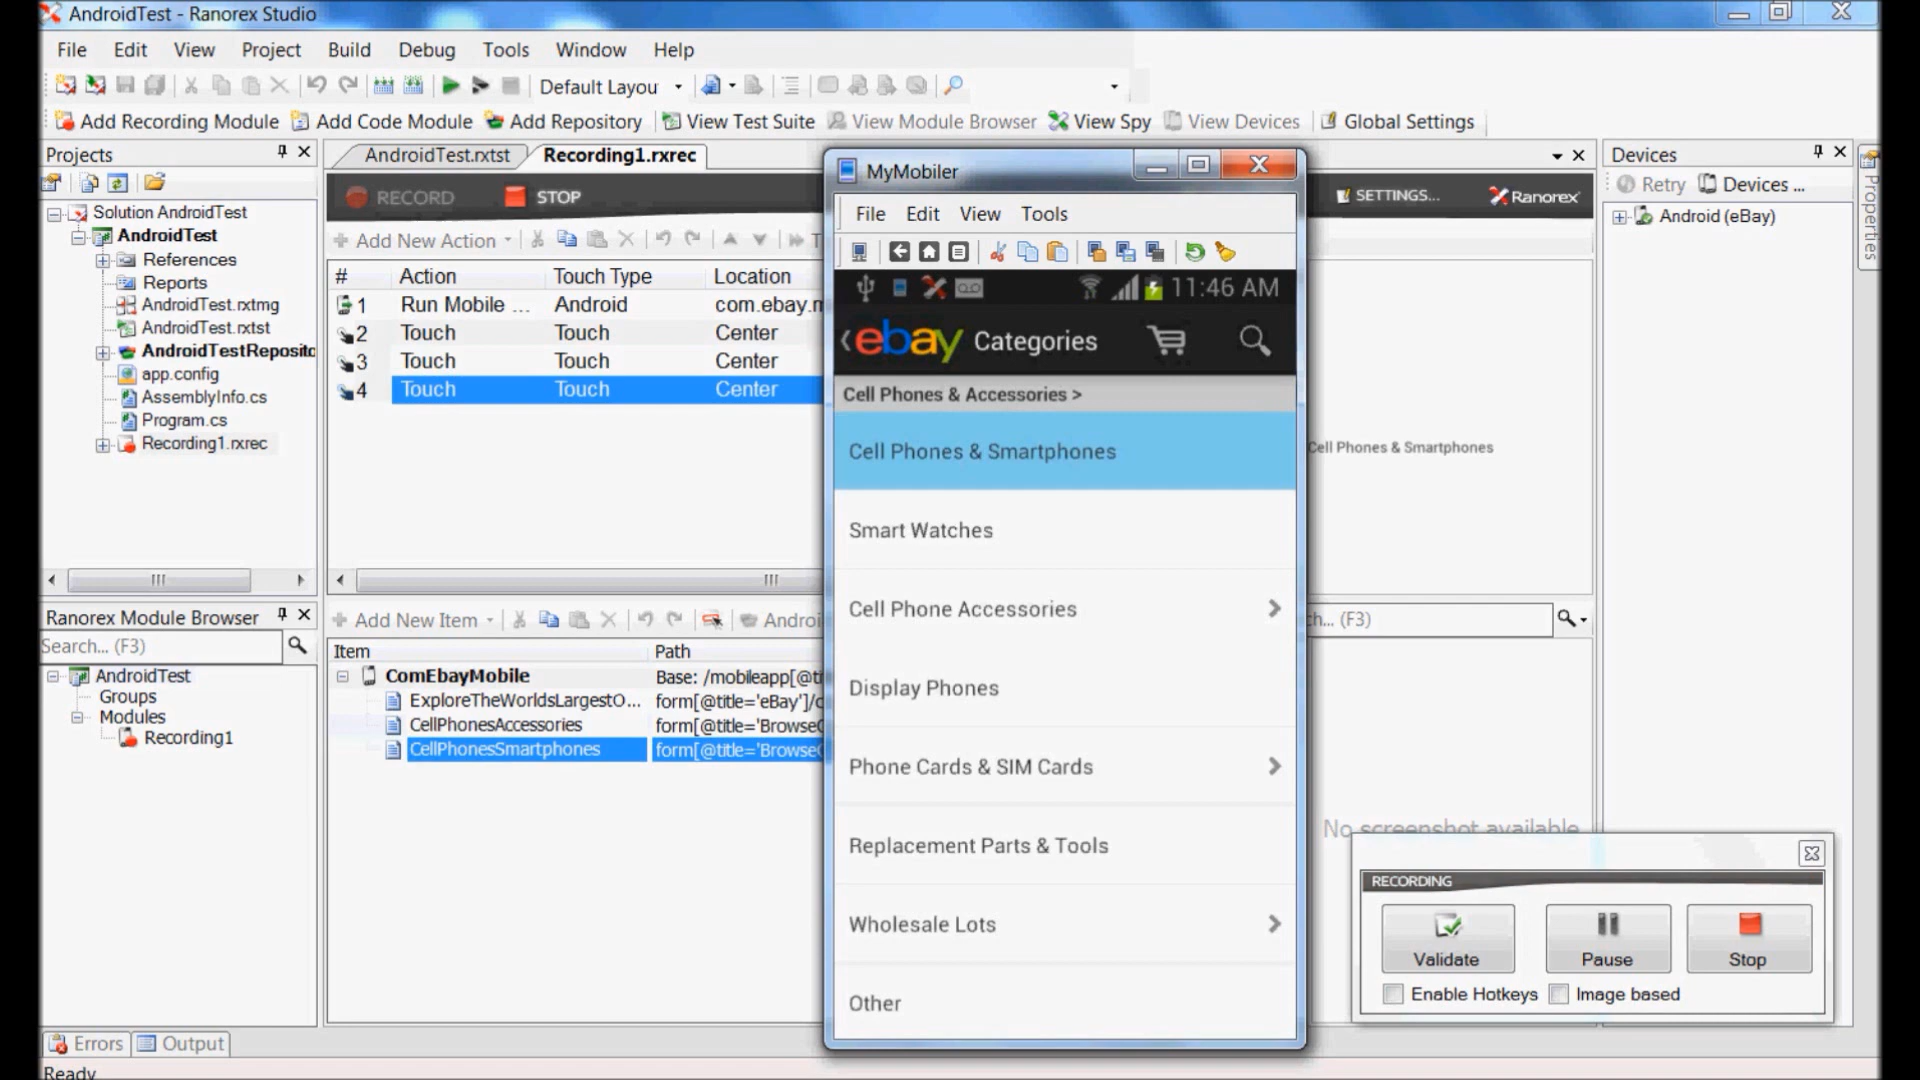 AndroidTest - Ranorex Studio
File Edit View Project Build Debug Tools Window Help
Default Layou
Add Recording Module Add Code Module Add Repository View Test Suite View Module Browser View Spy View Devices Global Settings
Projects
Solution AndroidTest
AndroidTest
References
Reports
AndroidTest.rxtmg
AndroidTest.rxtst
AndroidTestReposito
app.config
AssemblyInfo.cs
Program.cs
Recording1.rxrec
Ranorex Module Browser
Search... (F3)
AndroidTest
Groups
Modules
Recording1
Errors Output
Ready
AndroidTest.rxtst Recording1.rxrec
RECORD STOP
SETTINGS... Ranorex
Add New Action T
# Action Touch Type Location
1 Run Mobile ... Android com.ebay.m
2 Touch Touch Center
3 Touch Touch Center
4 Touch Touch Center
Cell Phones & Smartphones
Add New Item Androi
ch... (F3)
Item Path
ComEbayMobile Base: /mobileapp[@ti
ExploreTheWorldsLargestO... form[@title='eBay']/c
CellPhonesAccessories form[@title='BrowseC
CellPhonesSmartphones form[@title='BrowseC
No screenshot available
MyMobiler
File Edit View Tools
11:46 AM
ebay Categories
Cell Phones & Accessories >
Cell Phones & Smartphones
Smart Watches
Cell Phone Accessories
Display Phones
Phone Cards & SIM Cards
Replacement Parts & Tools
Wholesale Lots
Other
Devices
Retry Devices ...
Android (eBay)
Properties
RECORDING
Validate Pause Stop
Enable Hotkeys Image based